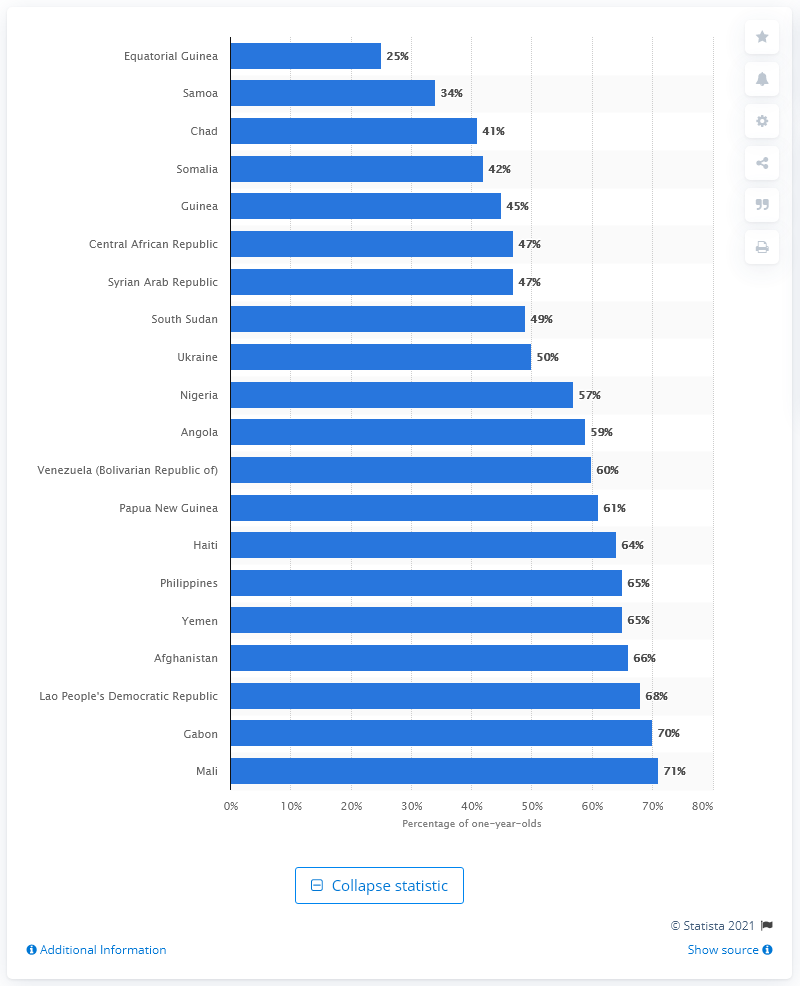 Equatorial Guinea 25%
Samoa 34%
Chad 41%
Somalia 42%
Guinea 45%
Central African Republic 47%
Syrian Arab Republic 47%
South Sudan 49%
Ukraine 50%
Nigeria 57%
Angola 59%
Venezuela (Bolivarian Republic of) 60%
Papua New Guinea 61%
Haiti 64%
Philippines 65%
Yemen 65%
Afghanistan 66%
Lao People's Democratic Republic 68%
Gabon 70%
Mali 71%
0% 10% 20% 30% 40% 50% 60% 70% 80%
Percentage of one-year-olds
Collapse statistic
© Statista 2021
Additional Information Show source